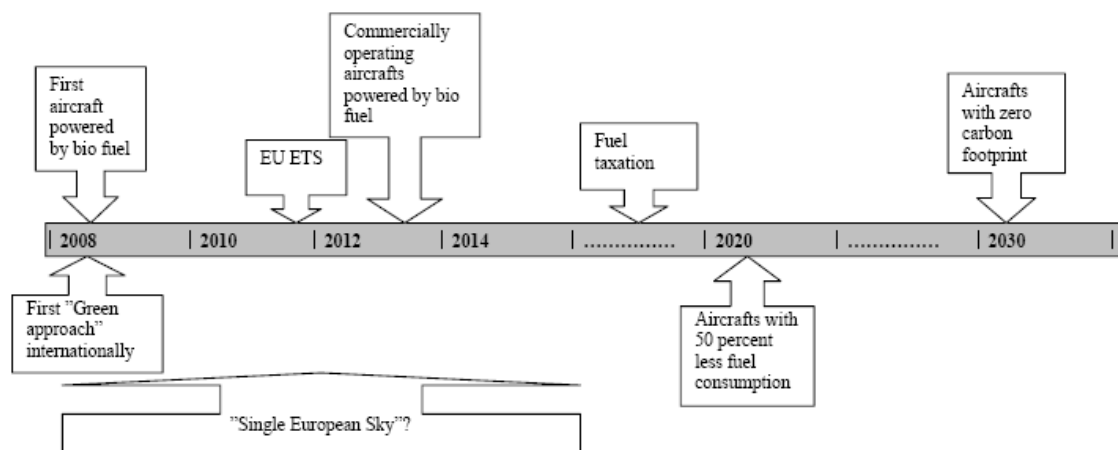 Commercially
operating
aircrafts
powered by bio
fuel
First
aircraft
powered
by bio fuel
EU ETS
Fuel
taxation
Aircrafts
with zero
carbon
footprint
| 2008 | 2010 | 2012 | 2014 | ............... | 2020 | ............... | 2030 |
First ”Green
approach”
internationally
Aircrafts with
50 percent
less fuel
consumption
”Single European Sky”?